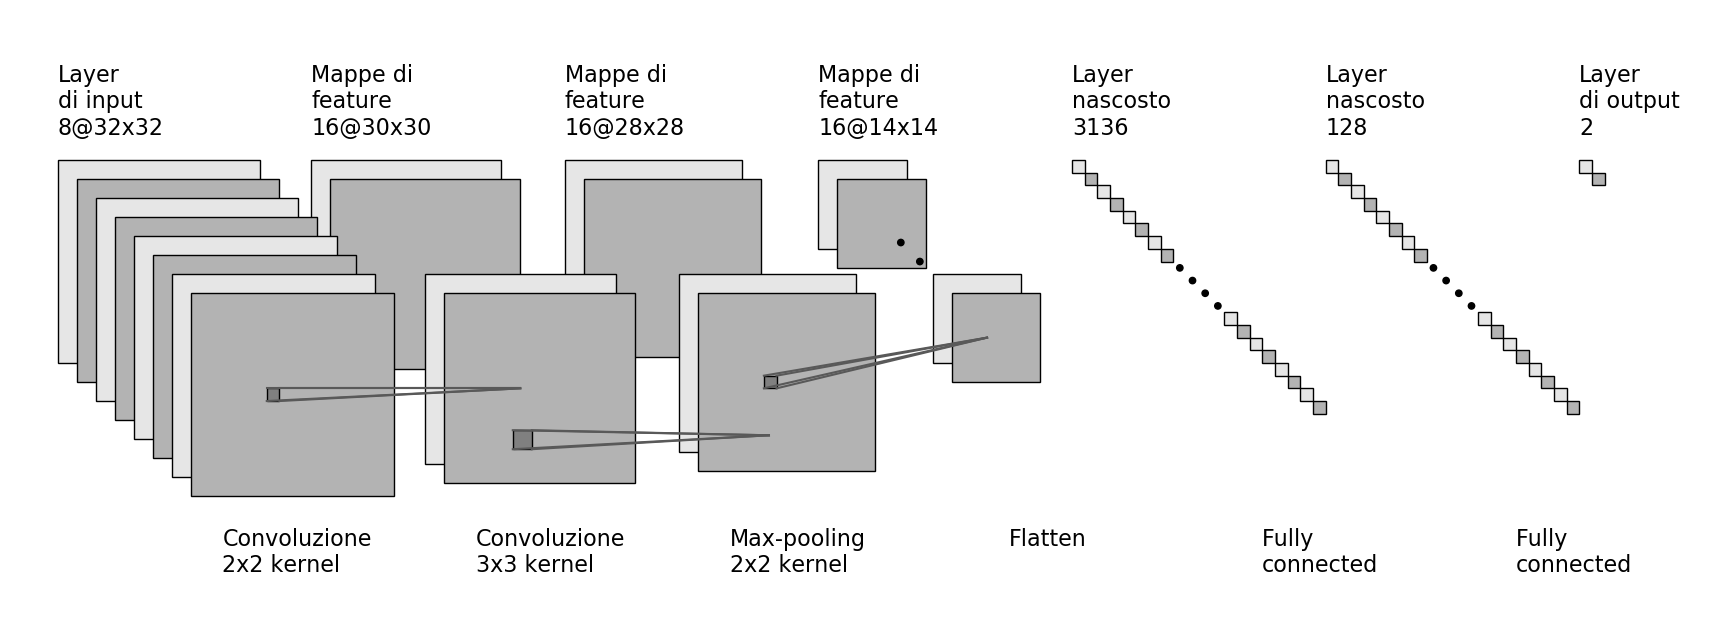 Layer
di input
8@32x32
Mappe di
feature
16@30x30
Mappe di
feature
16@28x28
Mappe di
feature
16@14x14
Layer
nascosto
3136
Layer
nascosto
128
Layer
di output
2
Convoluzione
2x2 kernel
Convoluzione
3x3 kernel
Max-pooling
2x2 kernel
Flatten
Fully
connected
Fully
connected